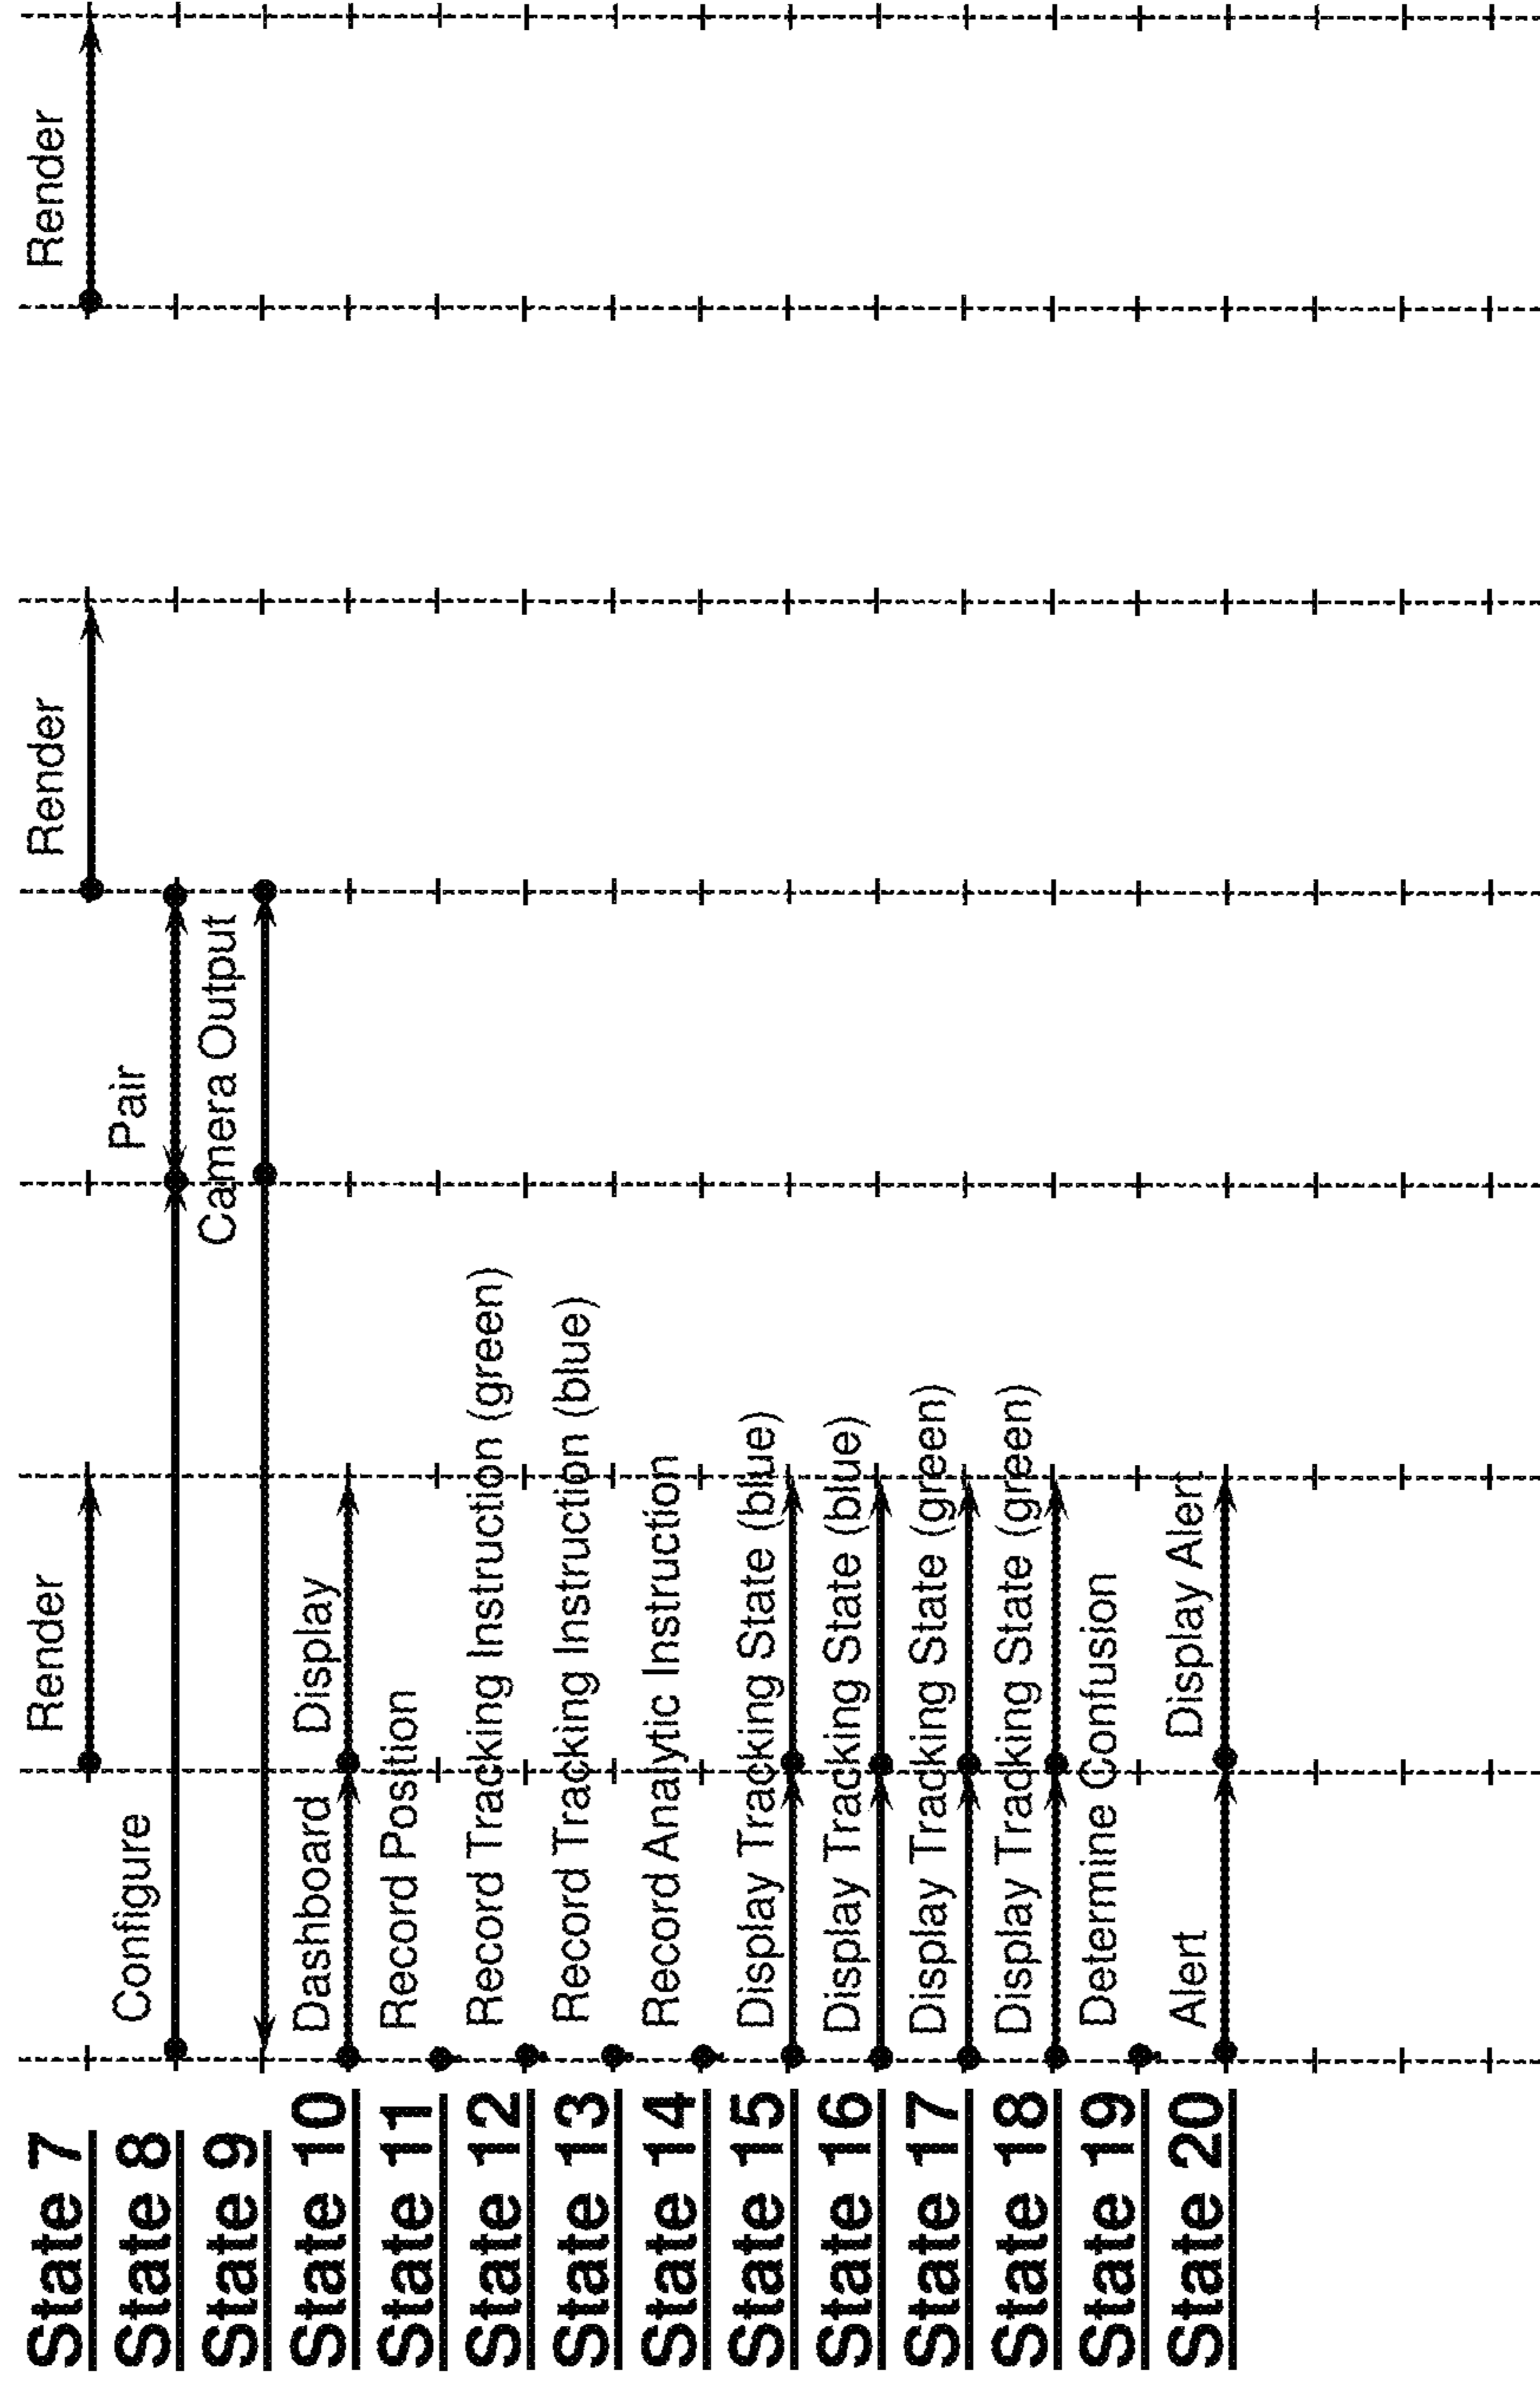 State 7 Render Render Render
State 8 Configure Pair
State 9 Camera Output
State 10 Dashboard Display
State 11 Record Position
State 12 Record Tracking Instruction (green)
State 13 Record Tracking Instruction (blue)
State 14 Record Analytic Instruction
State 15 Display Tracking State (blue)
State 16 Display Tracking State (blue)
State 17 Display Tracking State (green)
State 18 Display Tracking State (green)
State 19 Determine Confusion
State 20 Alert Display Alert